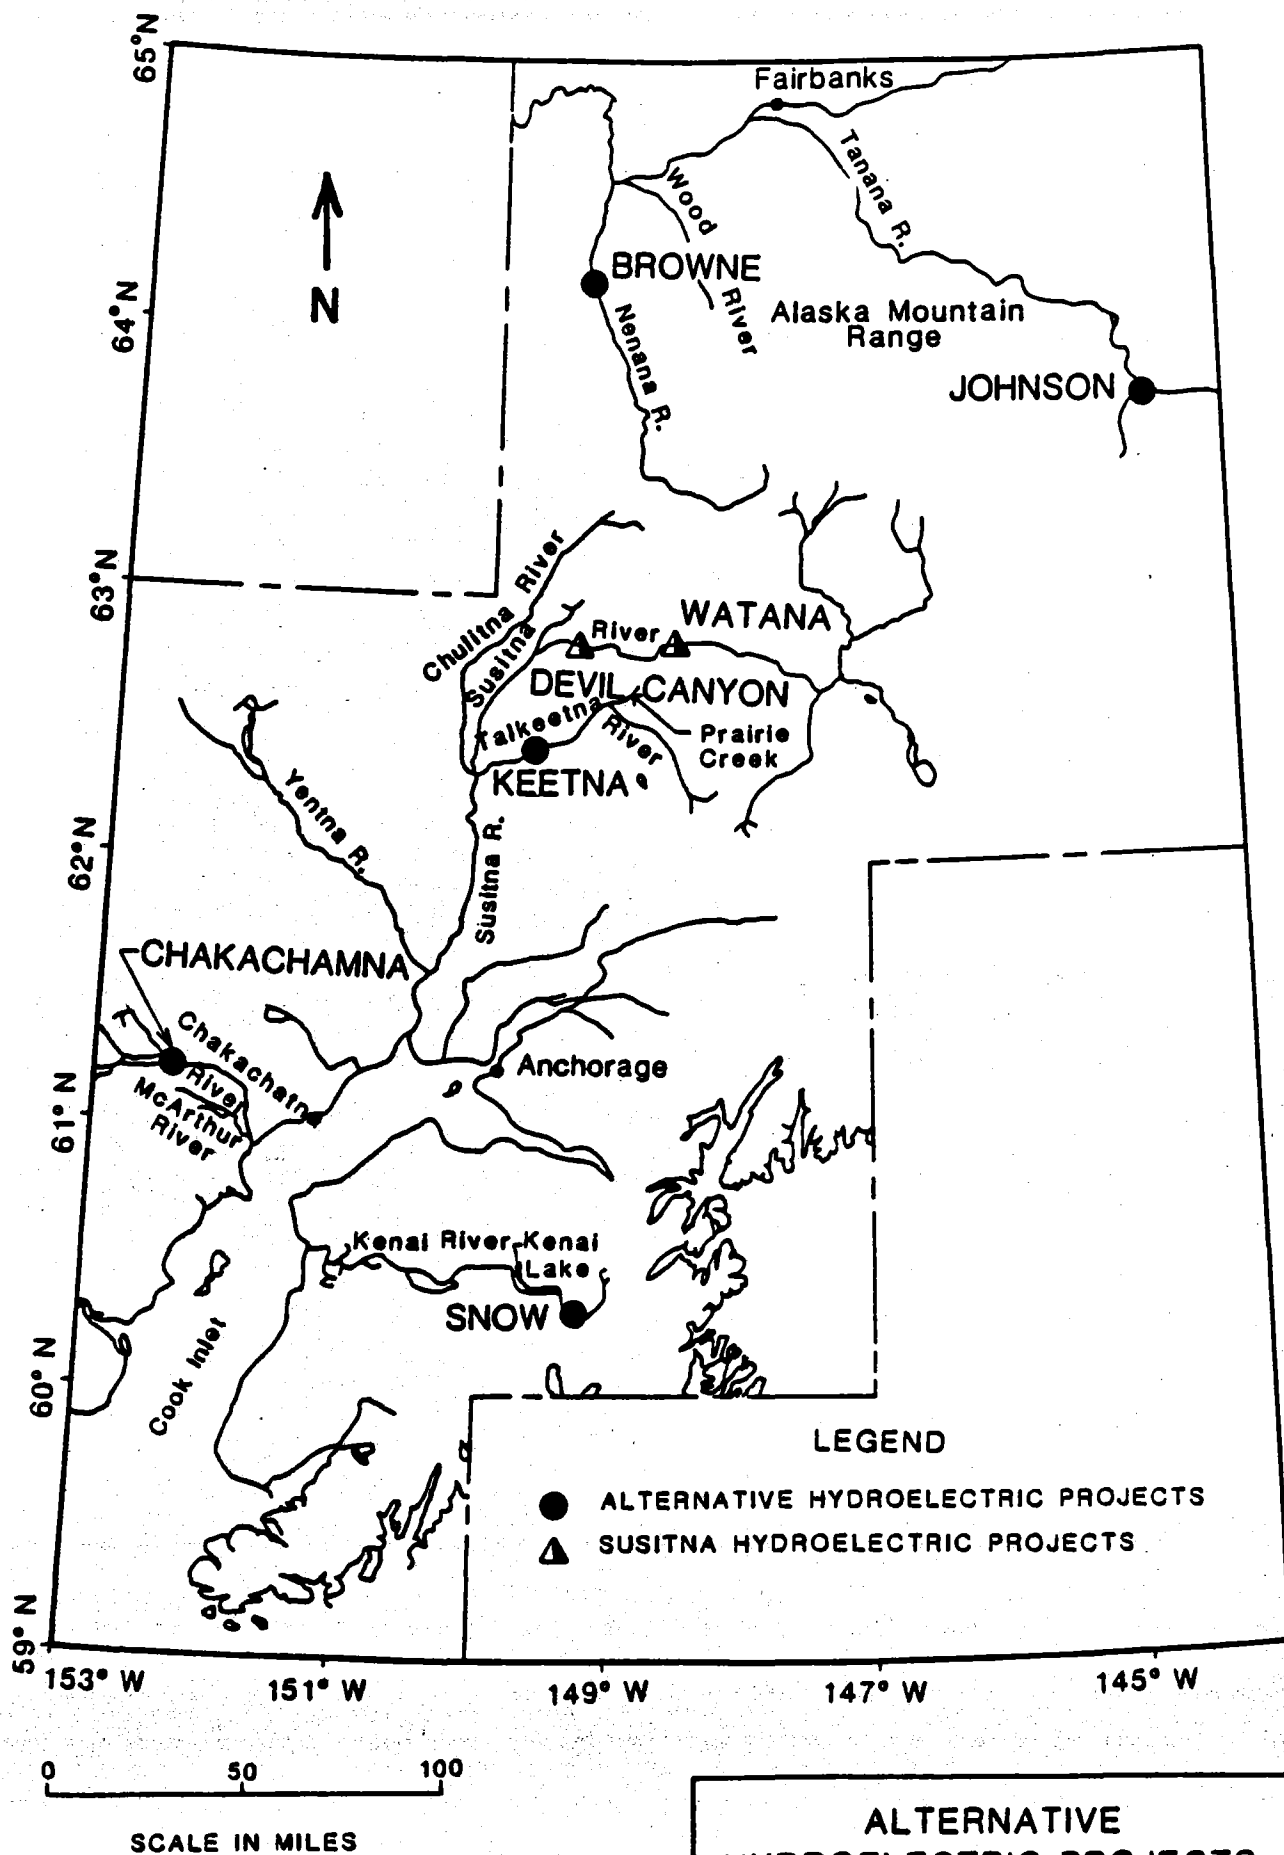 65°N
Fairbanks
Tanana R.
Wood
River
N
BROWNE
64°N
Nenana R.
Alaska Mountain
Range
JOHNSON
63°N
Chulitna River
Susitna
River
WATANA
DEVIL CANYON
Talkeetna
River
Prairie
Creek
KEETNA
Yentna R.
62°N
Susitna R.
CHAKACHAMNA
Chakachatna
River
McArthur
River
Anchorage
61° N
Kenai River
Kenai
Lake
SNOW
Cook Inlet
60° N
LEGEND
ALTERNATIVE HYDROELECTRIC PROJECTS
SUSITNA HYDROELECTRIC PROJECTS
59° N
153° W
151° W
149° W
147° W
145° W
0
50
100
SCALE IN MILES
ALTERNATIVE
HYDROELECTRIC PROJECTS